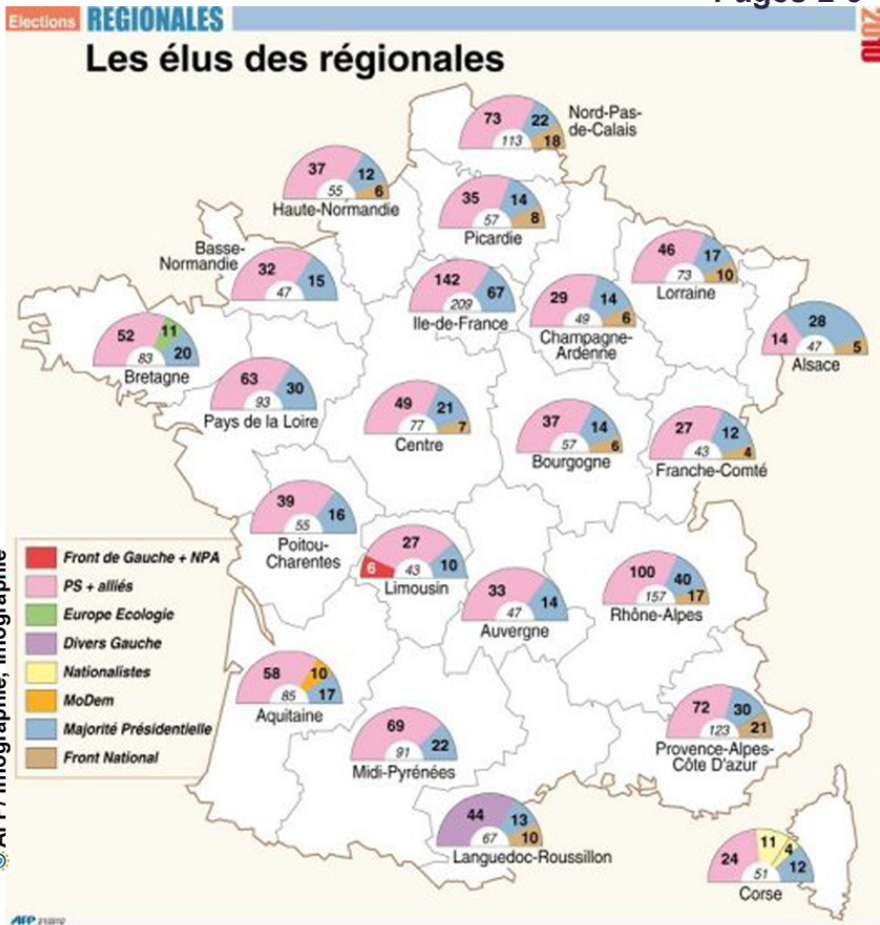 Elections REGIONALES
2010
Les élus des régionales
73 22 18 113
Nord-Pas-
de-Calais
37 12 6 55
Haute-Normandie
35 14 8 57
Picardie
Basse-
Normandie
32 15 47
142 67 209
Ile-de-France
29 14 6 49
Champagne-
Ardenne
46 17 10 73
Lorraine
14 28 5 47
Alsace
52 11 20 83
Bretagne
63 30 93
Pays de la Loire
49 21 7 77
Centre
37 14 6 57
Bourgogne
27 12 4 43
Franche-Comté
39 16 55
Poitou-
Charentes
6 27 10 43
Limousin
33 14 47
Auvergne
100 40 17 157
Rhône-Alpes
58 10 17 85
Aquitaine
69 22 91
Midi-Pyrénées
44 13 10 67
Languedoc-Roussillon
72 30 21 123
Provence-Alpes-
Côte D'azur
24 11 4 12 51
Corse
Front de Gauche + NPA
PS + alliés
Europe Ecologie
Divers Gauche
Nationalistes
MoDem
Majorité Présidentielle
Front National
AFP